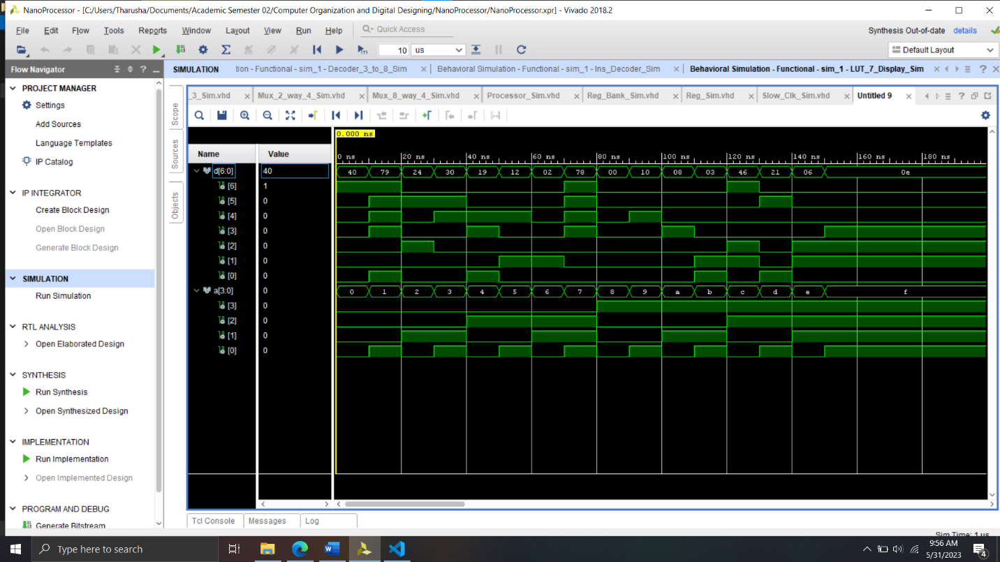 NanoProcessor - [C:/Users/Tharusha/Documents/Academic Semester 02/Computer Organization and Digital Designing/NanoProcessor/NanoProcessor.xpr] - Vivado 2018.2
File Edit Flow Tools Reports Window Layout View Run Help Quick Access
Synthesis Out-of-date details
10 us
Default Layout
Flow Navigator
SIMULATION tion - Functional - sim_1 - Decoder_3_to_8_Sim Behavioral Simulation - Functional - sim_1 - Ins_Decoder_Sim Behavioral Simulation - Functional - sim_1 - LUT_7_Display_Sim
_3_Sim.vhd Mux_2_way_4_Sim.vhd Mux_8_way_4_Sim.vhd Processor_Sim.vhd Reg_Bank_Sim.vhd Reg_Sim.vhd Slow_Clk_Sim.vhd Untitled 9
PROJECT MANAGER
Settings
Add Sources
Language Templates
IP Catalog
IP INTEGRATOR
Create Block Design
Open Block Design
Generate Block Design
SIMULATION
Run Simulation
RTL ANALYSIS
Open Elaborated Design
SYNTHESIS
Run Synthesis
Open Synthesized Design
IMPLEMENTATION
Run Implementation
Open Implemented Design
PROGRAM AND DEBUG
Generate Bitstream
Scope
Sources
Objects
0.000 ns
Name Value
0 ns 20 ns 40 ns 60 ns 80 ns 100 ns 120 ns 140 ns 160 ns 180 ns
d[6:0] 40 40 79 24 30 19 12 02 78 00 10 08 03 46 21 06 0e
[6] 1
[5] 0
[4] 0
[3] 0
[2] 0
[1] 0
[0] 0
a[3:0] 0 0 1 2 3 4 5 6 7 8 9 a b c d e f
[3] 0
[2] 0
[1] 0
[0] 0
Tcl Console Messages Log
Sim Time: 1 us
Type here to search
9:56 AM
5/31/2023
4